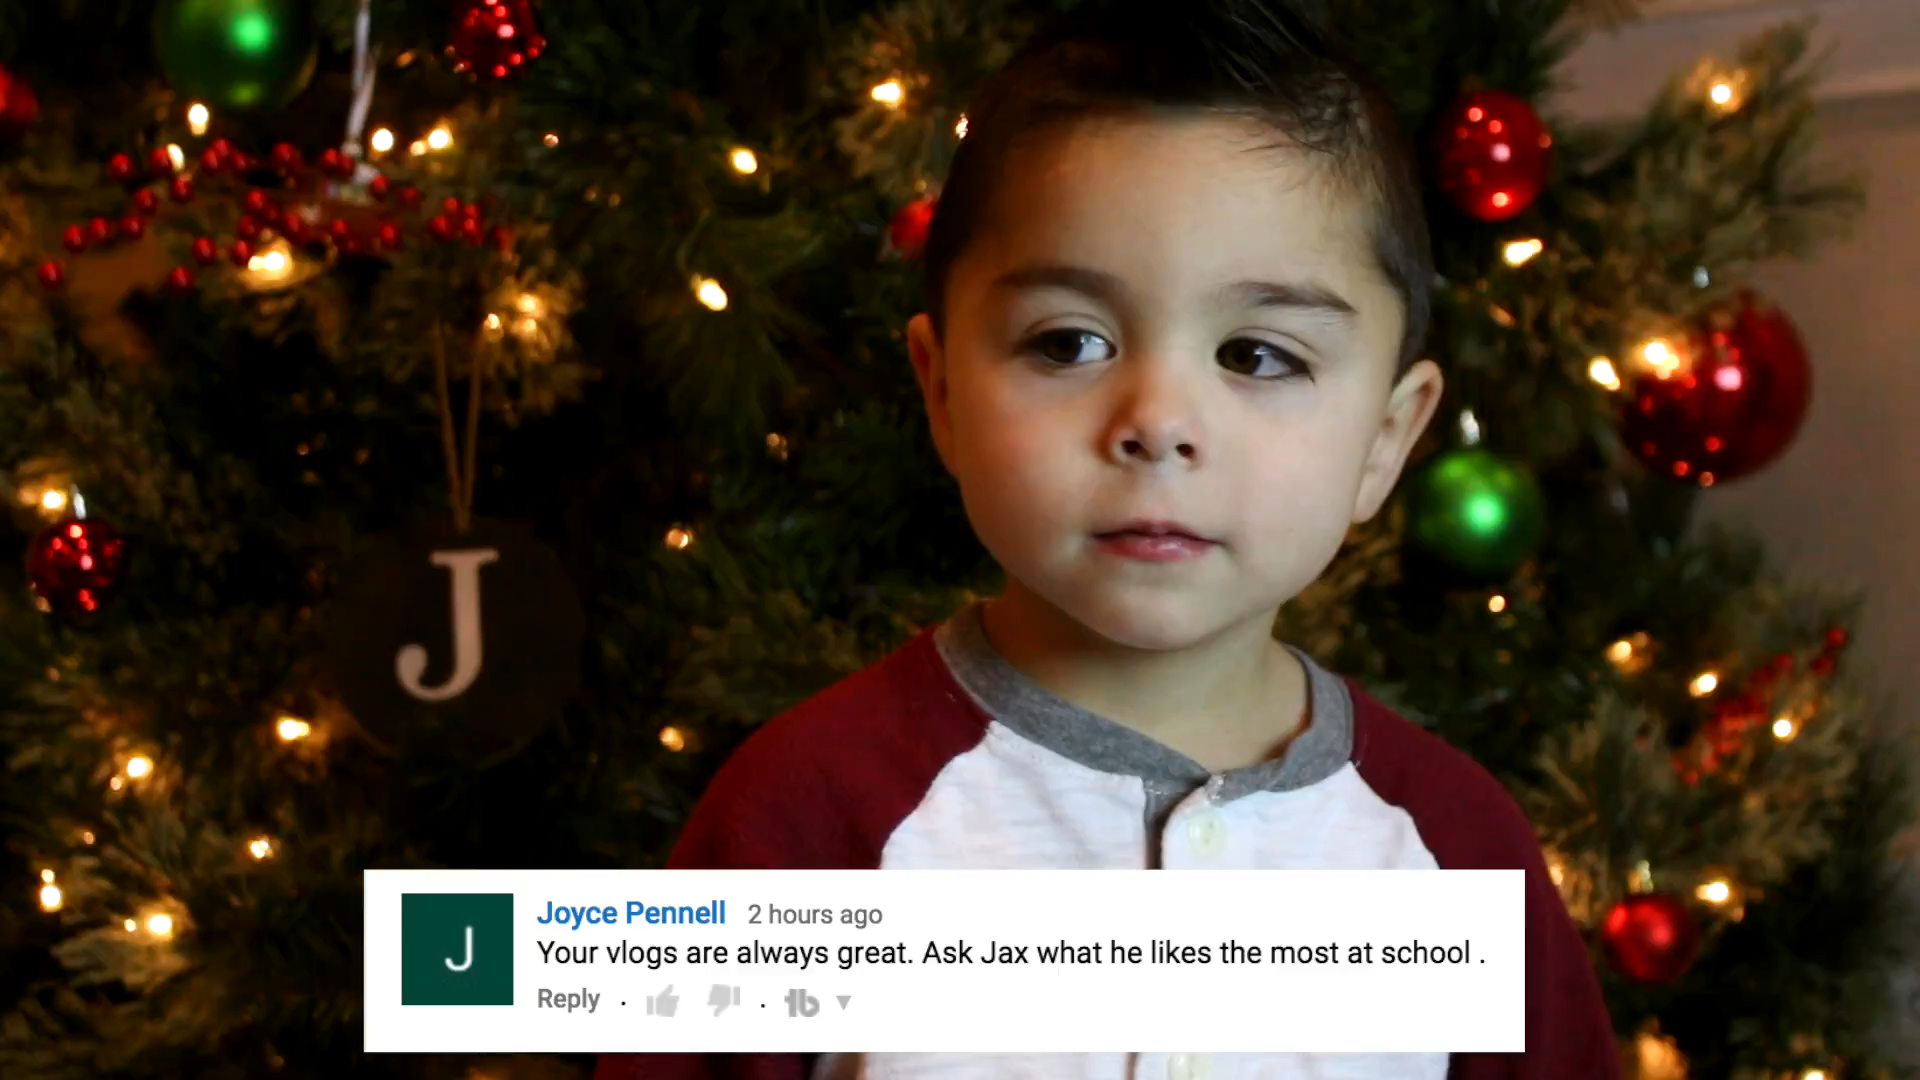 J
J
Joyce Pennell 2 hours ago
Your vlogs are always great. Ask Jax what he likes the most at school .
Reply